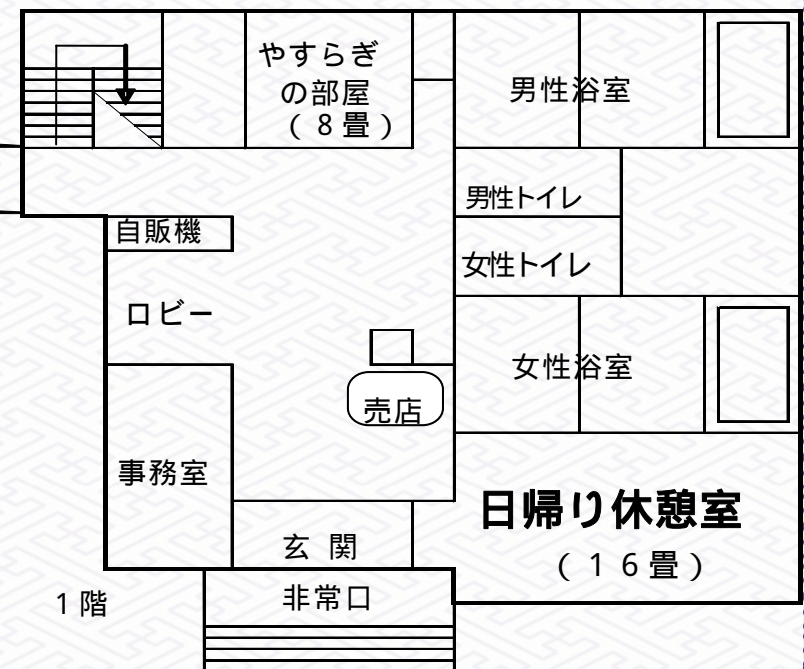 やすらぎ
の部屋
（８畳）
男性浴室
男性トイレ
自販機
女性トイレ
ロビー
女性浴室
売店
事務室
日帰り休憩室
玄 関
（１６畳）
１階
非常口